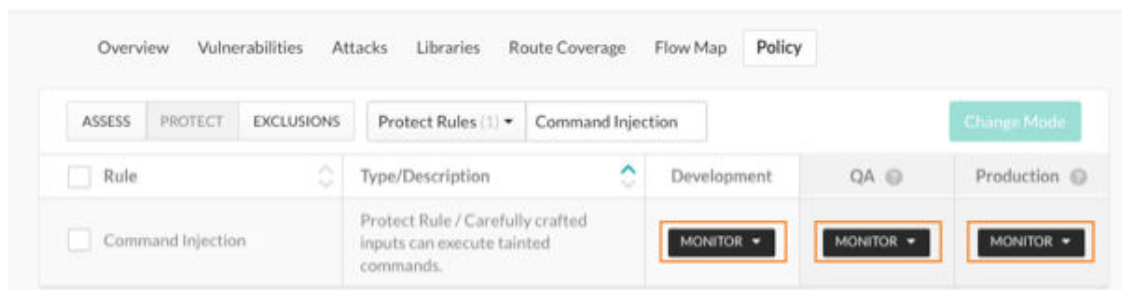 Overview Vulnerabilities Attacks Libraries Route Coverage Flow Map Policy
ASSESS PROTECT EXCLUSIONS Protect Rules (1) Command Injection Change Mode
Rule Type/Description Development QA Production
Command Injection
Protect Rule / Carefully crafted
inputs can execute tainted
commands.
MONITOR MONITOR MONITOR